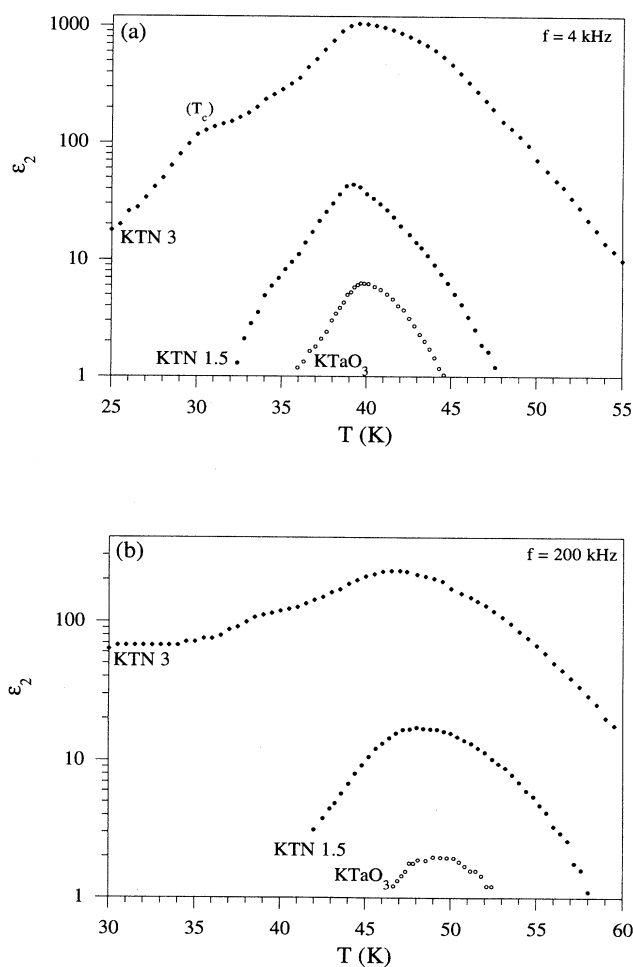 (a)
f = 4 kHz
1000
100
10
1
ε₂
(T_c)
KTN 3
KTN 1.5
KTaO₃
25 30 35 40 45 50 55
T (K)
(b)
f = 200 kHz
100
10
1
ε₂
KTN 3
KTN 1.5
KTaO₃
30 35 40 45 50 55 60
T (K)